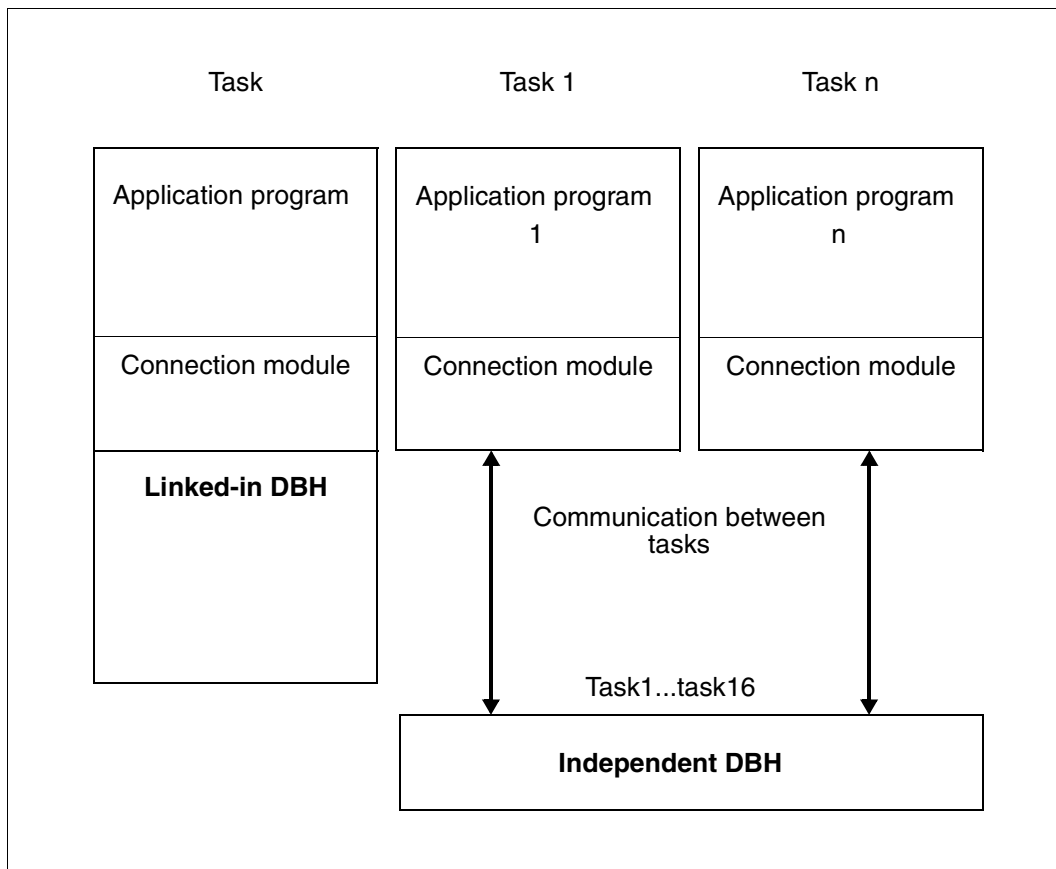 Task
Task 1
Task n
Application program
Application program
1
Application program
n
Connection module
Connection module
Connection module
Linked-in DBH
Communication between
tasks
Task1...task16
Independent DBH